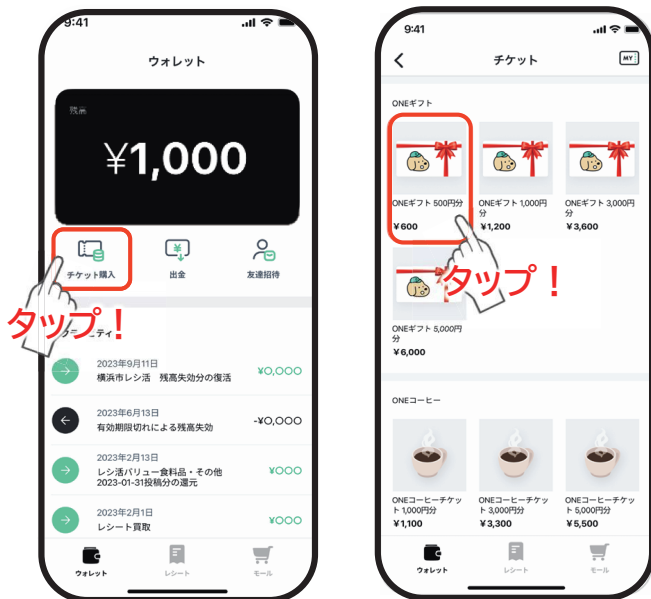 9:41
ウォレット
残高
¥1,000
チケット購入
出金
友達招待
タップ！
ティ
2023年9月11日
横浜市レシ活 残高失効分の復活
¥○,○○○
2023年6月13日
有効期限切れによる残高失効
-¥○,○○○
2023年2月13日
レシ活バリュー食料品・その他
2023-01-31投稿分の還元
¥○○○
2023年2月1日
レシート買取
¥○○○
ウォレット
レシート
モール
9:41
チケット
MY
ONEギフト
ONEギフト 500円分
¥600
ONEギフト 1,000円
分
¥1,200
ONEギフト 3,000円
分
¥3,600
タップ！
ONEギフト 5,000円
分
¥6,000
ONEコーヒー
ONEコーヒーチケッ
ト 1,000円分
¥1,100
ONEコーヒーチケッ
ト 3,000円分
¥3,300
ONEコーヒーチケッ
ト 5,000円分
¥5,500
ウォレット
レシート
モール